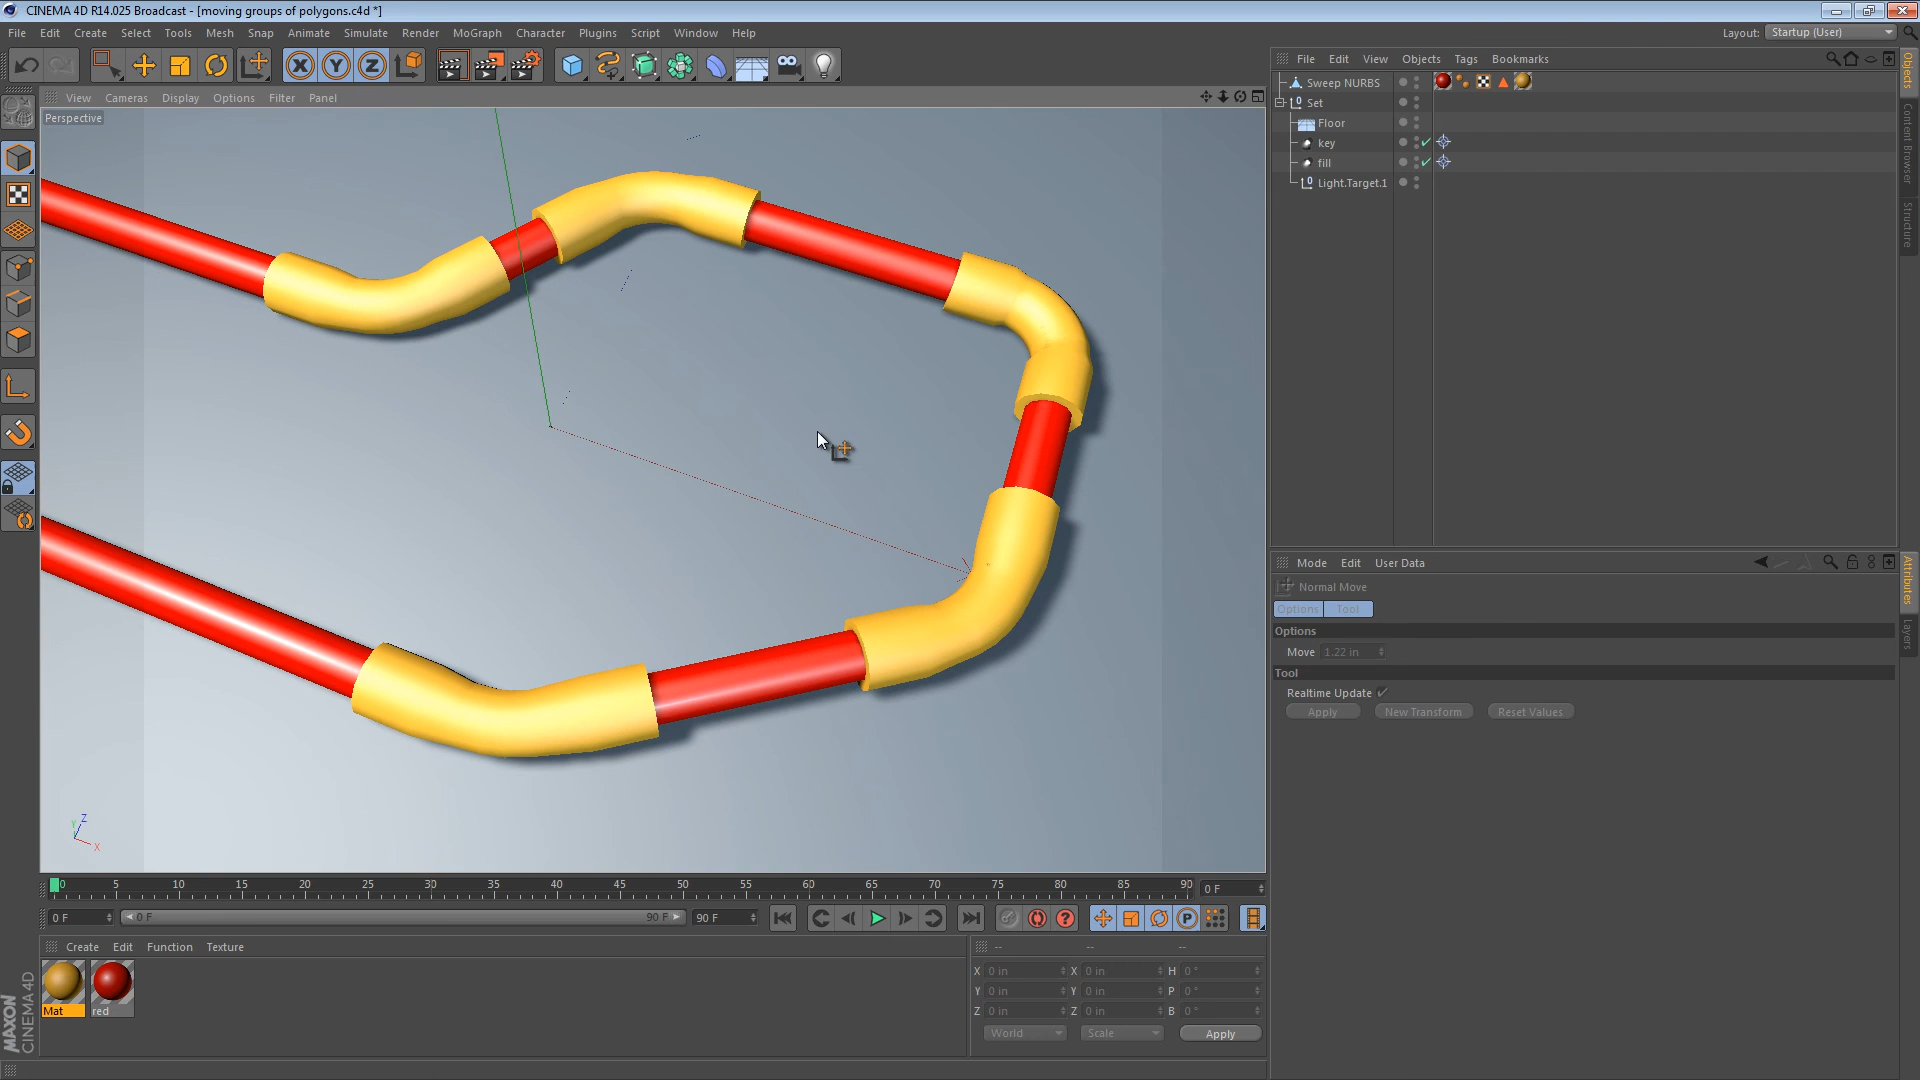 CINEMA 4D R14.025 Broadcast - [moving groups of polygons.c4d *]
File Edit Create Select Tools Mesh Snap Animate Simulate Render MoGraph Character Plugins Script Window Help
Layout: Startup (User)
X Y Z
View Cameras Display Options Filter Panel
Perspective
File Edit View Objects Tags Bookmarks
Sweep NURBS
Set
Floor
key
fill
Light.Target.1
Objects
Content Browser
Structure
Mode Edit User Data
Normal Move
Options Tool
Options
Move 1.22 in
Tool
Realtime Update
Apply New Transform Reset Values
Attributes
Layers
Y Z X
0 5 10 15 20 25 30 35 40 45 50 55 60 65 70 75 80 85 90 0 F
0 F 0 F 90 F 90 F
P
Create Edit Function Texture
Mat red
-- -- --
X 0 in X 0 in H 0 °
Y 0 in Y 0 in P 0 °
Z 0 in Z 0 in B 0 °
World Scale Apply
MAXON
CINEMA 4D